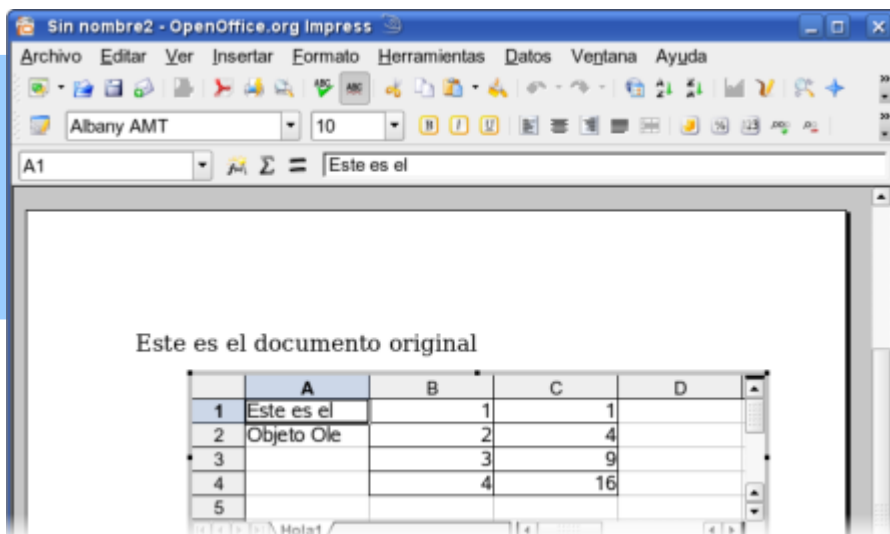 Sin nombre2 - OpenOffice.org Impress
Archivo Editar Ver Insertar Formato Herramientas Datos Ventana Ayuda
Albany AMT 10
A1 Este es el
Este es el documento original
A B C D
1 Este es el 1 1
2 Objeto Ole 2 4
3 3 9
4 4 16
5